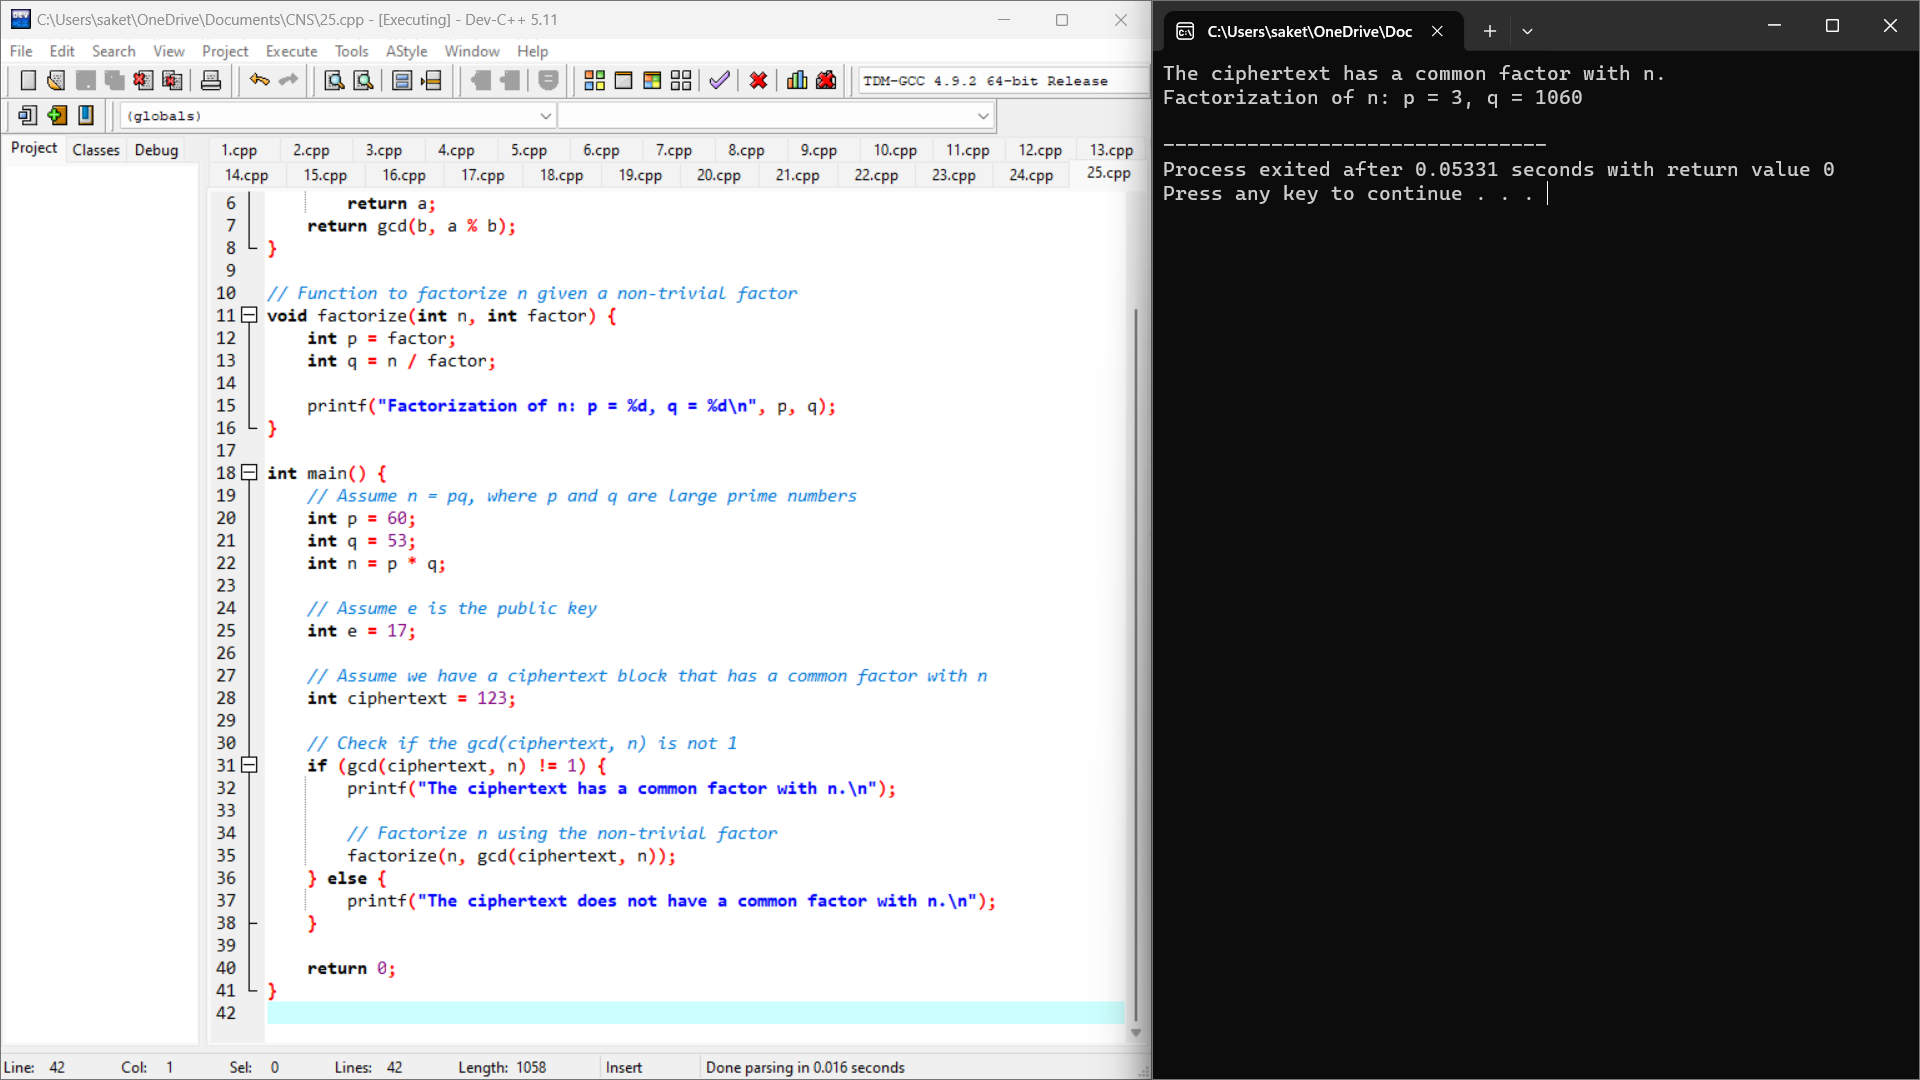 C:\Users\saket\OneDrive\Documents\CNS\25.cpp - [Executing] - Dev-C++ 5.11
File Edit Search View Project Execute Tools AStyle Window Help
TDM-GCC 4.9.2 64-bit Release
(globals)
Project Classes Debug
1.cpp 2.cpp 3.cpp 4.cpp 5.cpp 6.cpp 7.cpp 8.cpp 9.cpp 10.cpp 11.cpp 12.cpp 13.cpp
14.cpp 15.cpp 16.cpp 17.cpp 18.cpp 19.cpp 20.cpp 21.cpp 22.cpp 23.cpp 24.cpp 25.cpp
6 return a;
7 return gcd(b, a % b);
8 }
9
10 // Function to factorize n given a non-trivial factor
11 void factorize(int n, int factor) {
12 int p = factor;
13 int q = n / factor;
14
15 printf("Factorization of n: p = %d, q = %d\n", p, q);
16 }
17
18 int main() {
19 // Assume n = pq, where p and q are large prime numbers
20 int p = 60;
21 int q = 53;
22 int n = p * q;
23
24 // Assume e is the public key
25 int e = 17;
26
27 // Assume we have a ciphertext block that has a common factor with n
28 int ciphertext = 123;
29
30 // Check if the gcd(ciphertext, n) is not 1
31 if (gcd(ciphertext, n) != 1) {
32 printf("The ciphertext has a common factor with n.\n");
33
34 // Factorize n using the non-trivial factor
35 factorize(n, gcd(ciphertext, n));
36 } else {
37 printf("The ciphertext does not have a common factor with n.\n");
38 }
39
40 return 0;
41 }
42
Line: 42 Col: 1 Sel: 0 Lines: 42 Length: 1058 Insert Done parsing in 0.016 seconds
C:\Users\saket\OneDrive\Doc
The ciphertext has a common factor with n.
Factorization of n: p = 3, q = 1060
--------------------------------
Process exited after 0.05331 seconds with return value 0
Press any key to continue . . .